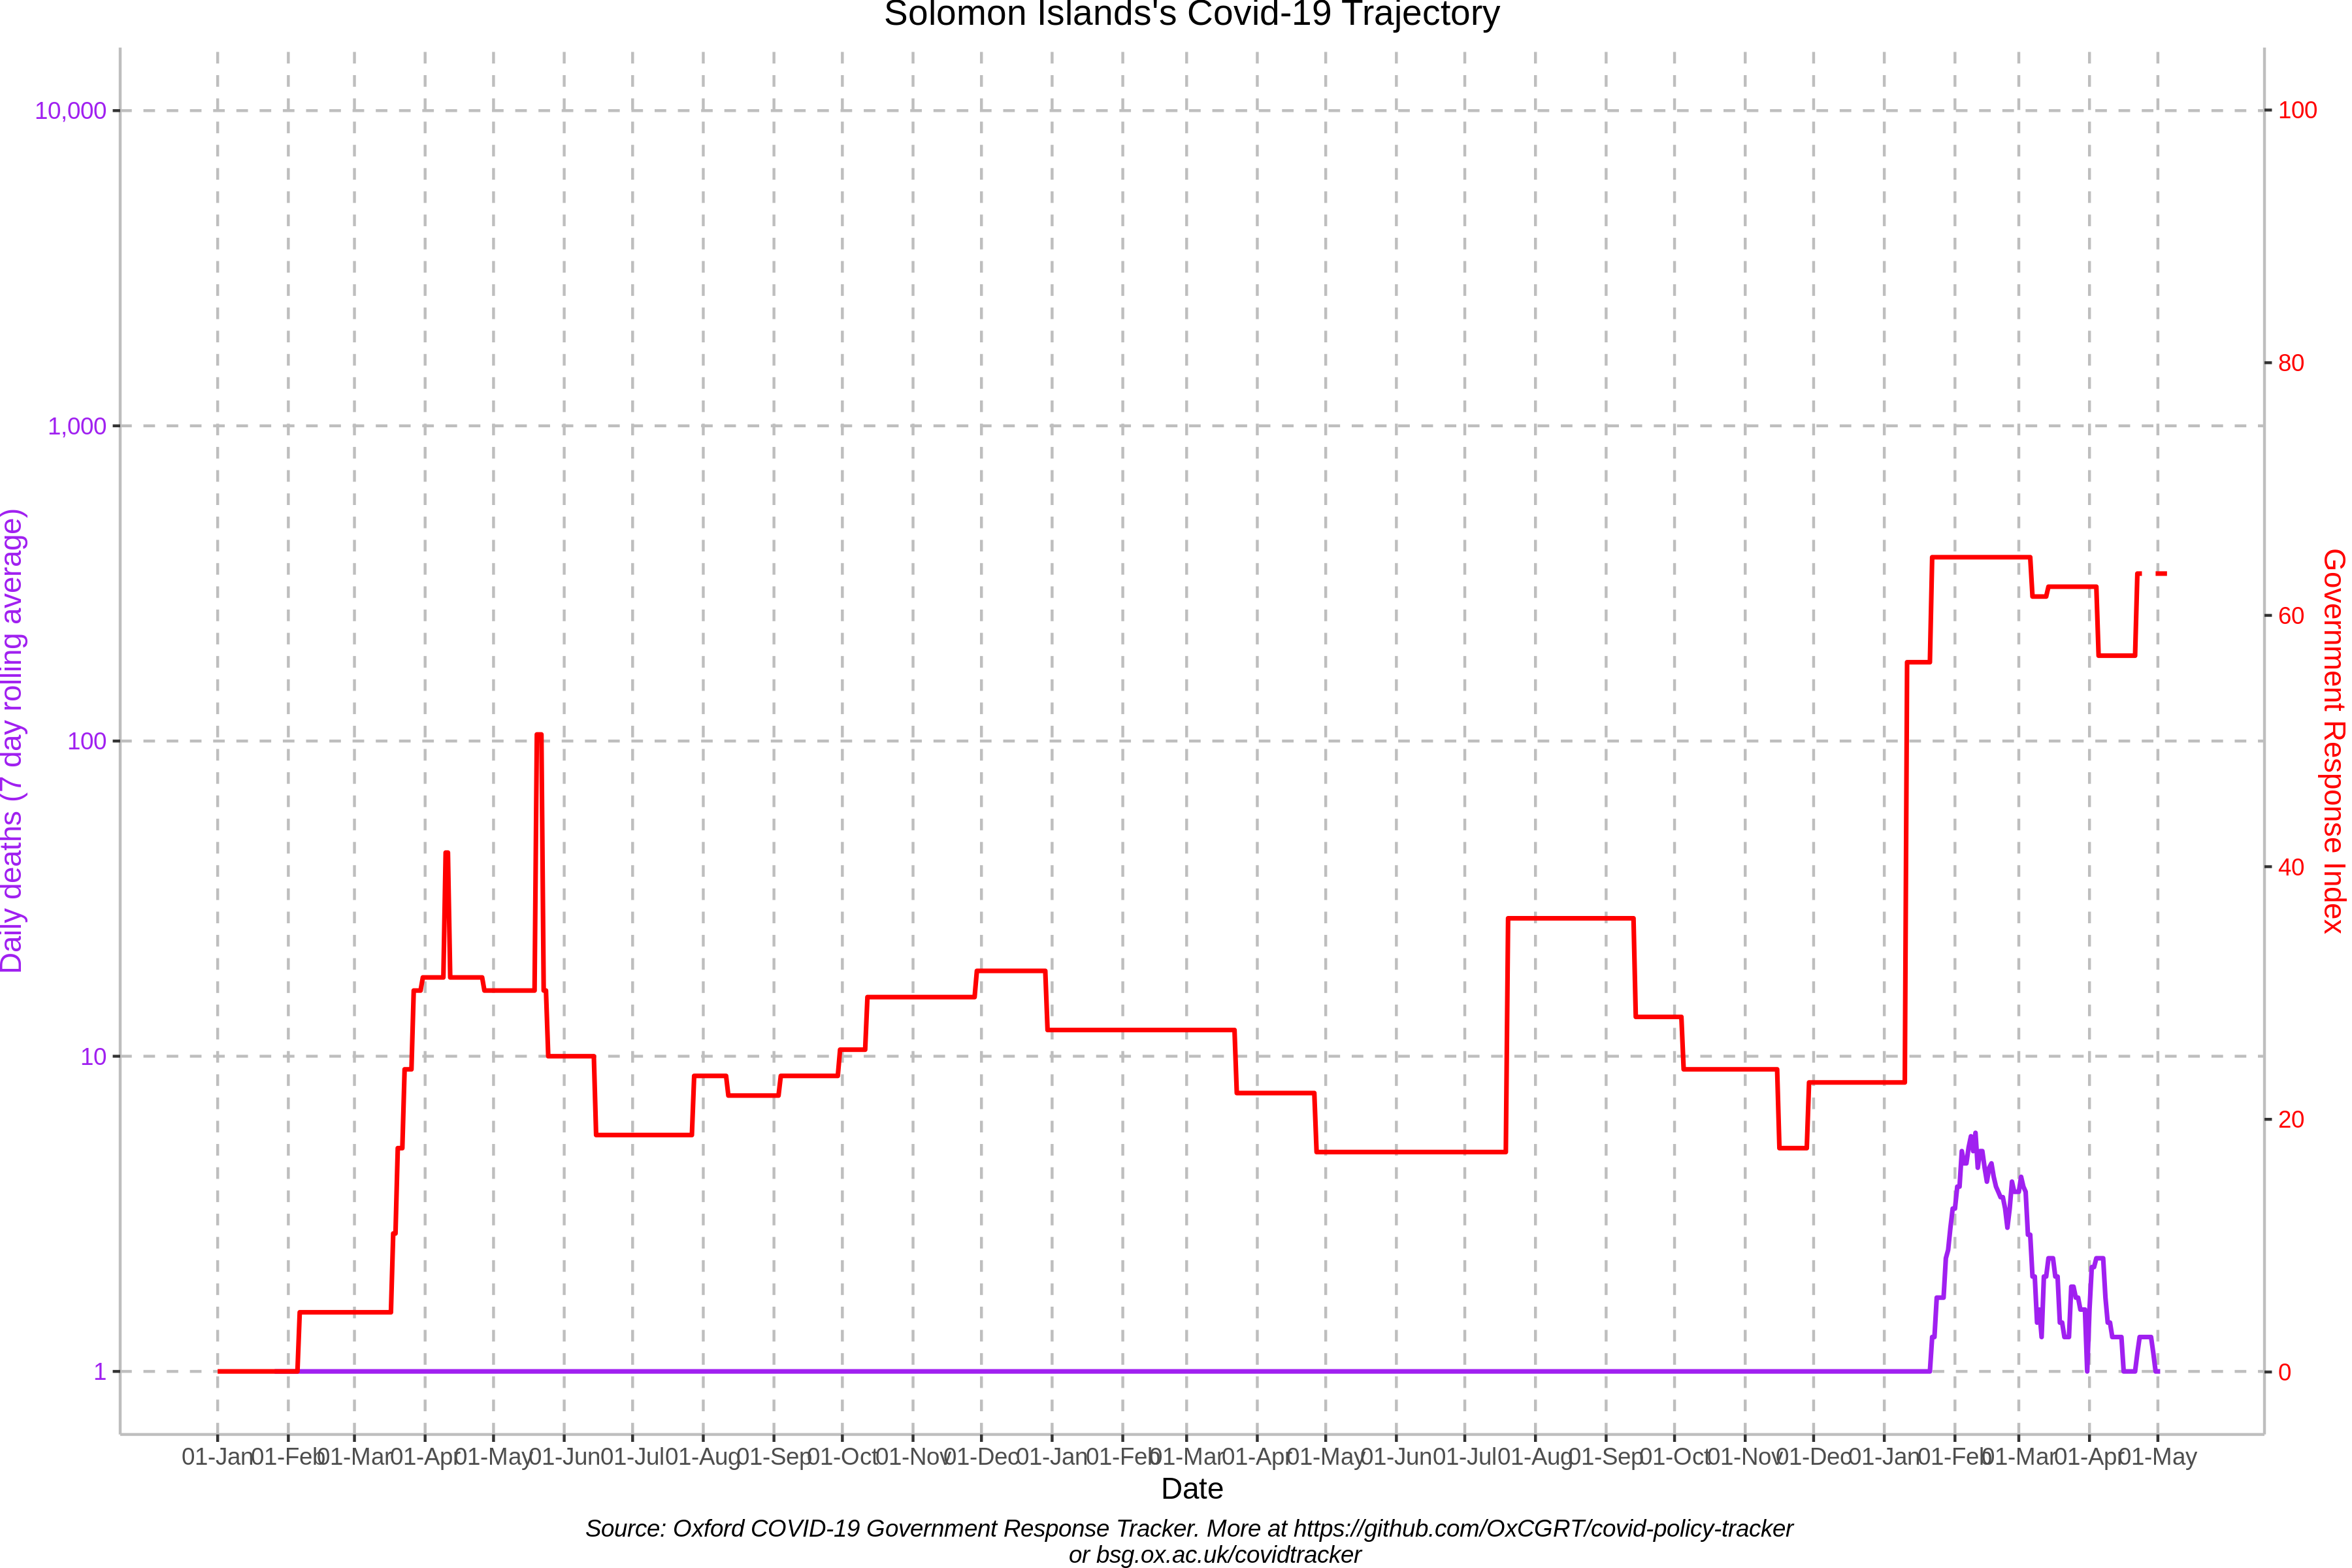 Solomon Islands's Covid-19 Trajectory
10,000
1,000
100
10
1
Daily deaths (7 day rolling average)
100
80
60
40
20
0
Government Response Index
01-Jan 01-Feb 01-Mar 01-Apr 01-May 01-Jun 01-Jul 01-Aug 01-Sep 01-Oct 01-Nov 01-Dec 01-Jan 01-Feb 01-Mar 01-Apr 01-May 01-Jun 01-Jul 01-Aug 01-Sep 01-Oct 01-Nov 01-Dec 01-Jan 01-Feb 01-Mar 01-Apr 01-May
Date
Source: Oxford COVID-19 Government Response Tracker. More at https://github.com/OxCGRT/covid-policy-tracker
or bsg.ox.ac.uk/covidtracker